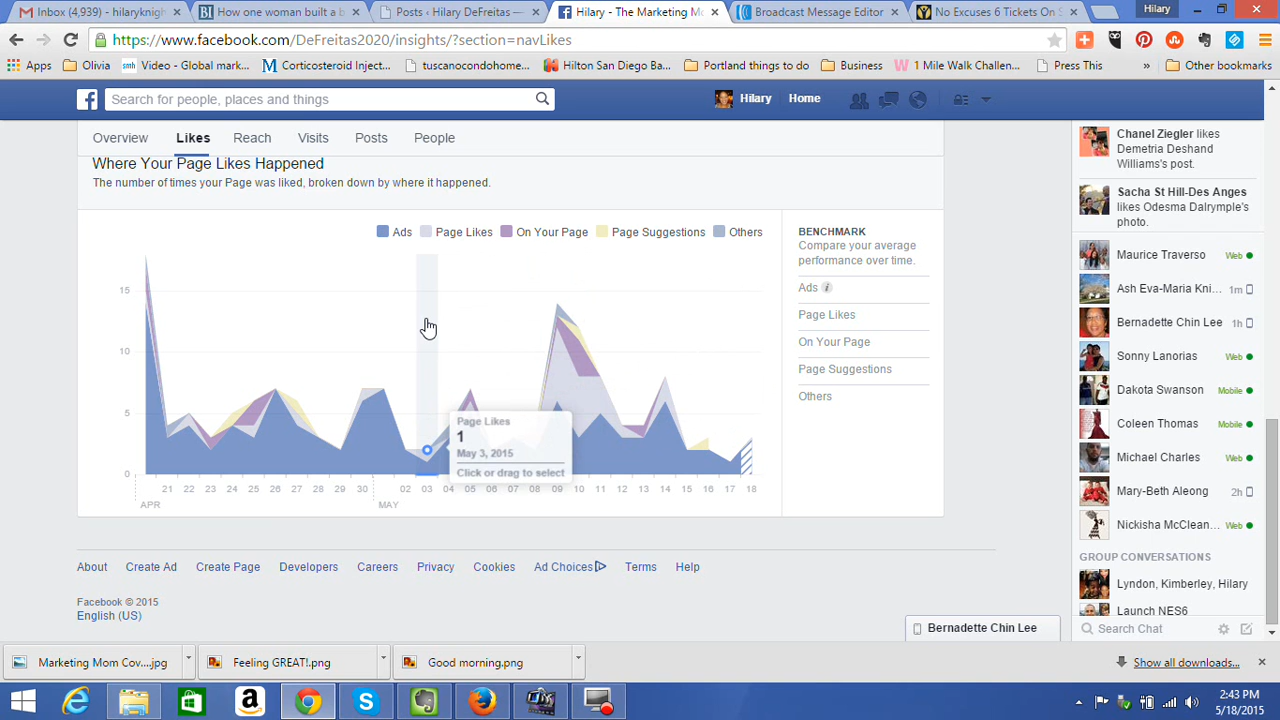 Inbox (4,939) - hilaryknigh
How one woman built a b
Posts ‹ Hilary DeFreitas —
Hilary - The Marketing Mo
Broadcast Message Editor
No Excuses 6 Tickets On S
Hilary
https://www.facebook.com/DeFreitas2020/insights/?section=navLikes
Apps
Olivia
smh Video - Global mark...
Corticosteroid Inject...
tuscanocondohome...
Hilton San Diego Ba...
Portland things to do
Business
1 Mile Walk Challen...
Press This
»
Other bookmarks
Search for people, places and things
Hilary
Home
Overview
Likes
Reach
Visits
Posts
People
Where Your Page Likes Happened
The number of times your Page was liked, broken down by where it happened.
Ads
Page Likes
On Your Page
Page Suggestions
Others
15
10
5
0
Page Likes
1
May 3, 2015
Click or drag to select
21 22 23 24 25 26 27 28 29 30 02 03 04 05 06 07 08 09 10 11 12 13 14 15 16 17 18
APR MAY
BENCHMARK
Compare your average
performance over time.
Ads i
Page Likes
On Your Page
Page Suggestions
Others
Chanel Ziegler likes
Demetria Deshand
Williams's post.
Sacha St Hill-Des Anges
likes Odesma Dalrymple's
photo.
Maurice Traverso Web
Ash Eva-Maria Kni... 1m
Bernadette Chin Lee 1h
Sonny Lanorias Web
Dakota Swanson Mobile
Coleen Thomas Mobile
Michael Charles Web
Mary-Beth Aleong 2h
Nickisha McClean... Web
GROUP CONVERSATIONS
Lyndon, Kimberley, Hilary
Launch NES6
Search Chat
About
Create Ad
Create Page
Developers
Careers
Privacy
Cookies
Ad Choices
Terms
Help
Facebook © 2015
English (US)
Bernadette Chin Lee
Marketing Mom Cov....jpg
Feeling GREAT!.png
Good morning.png
Show all downloads...
2:43 PM
5/18/2015